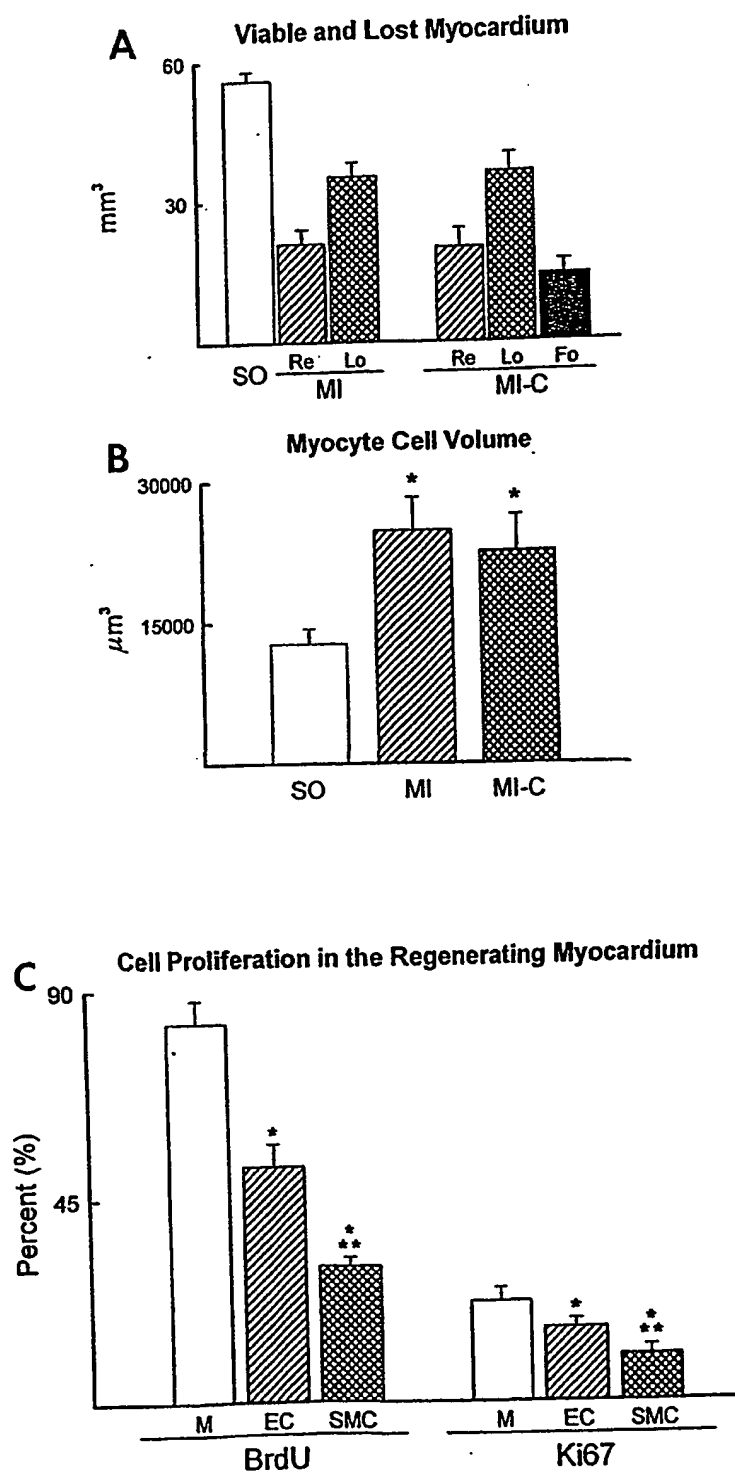 A
Viable and Lost Myocardium
60
30
mm³
Re Lo Re Lo Fo
SO MI MI-C
B
Myocyte Cell Volume
30000
15000
μm³
* *
SO MI MI-C
C
Cell Proliferation in the Regenerating Myocardium
90
45
Percent (%)
*
*
**
*
*
**
M EC SMC M EC SMC
BrdU Ki67